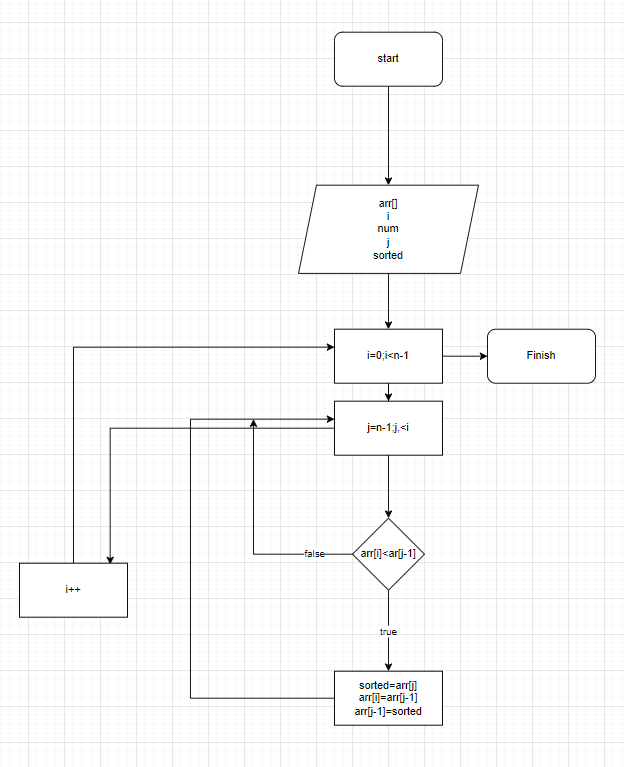 start
arr[]
i
num
j
sorted
i=0;i<n-1
Finish
j=n-1;j,<i
arr[i]<ar[j-1]
false
i++
true
sorted=arr[j]
arr[i]=arr[j-1]
arr[j-1]=sorted